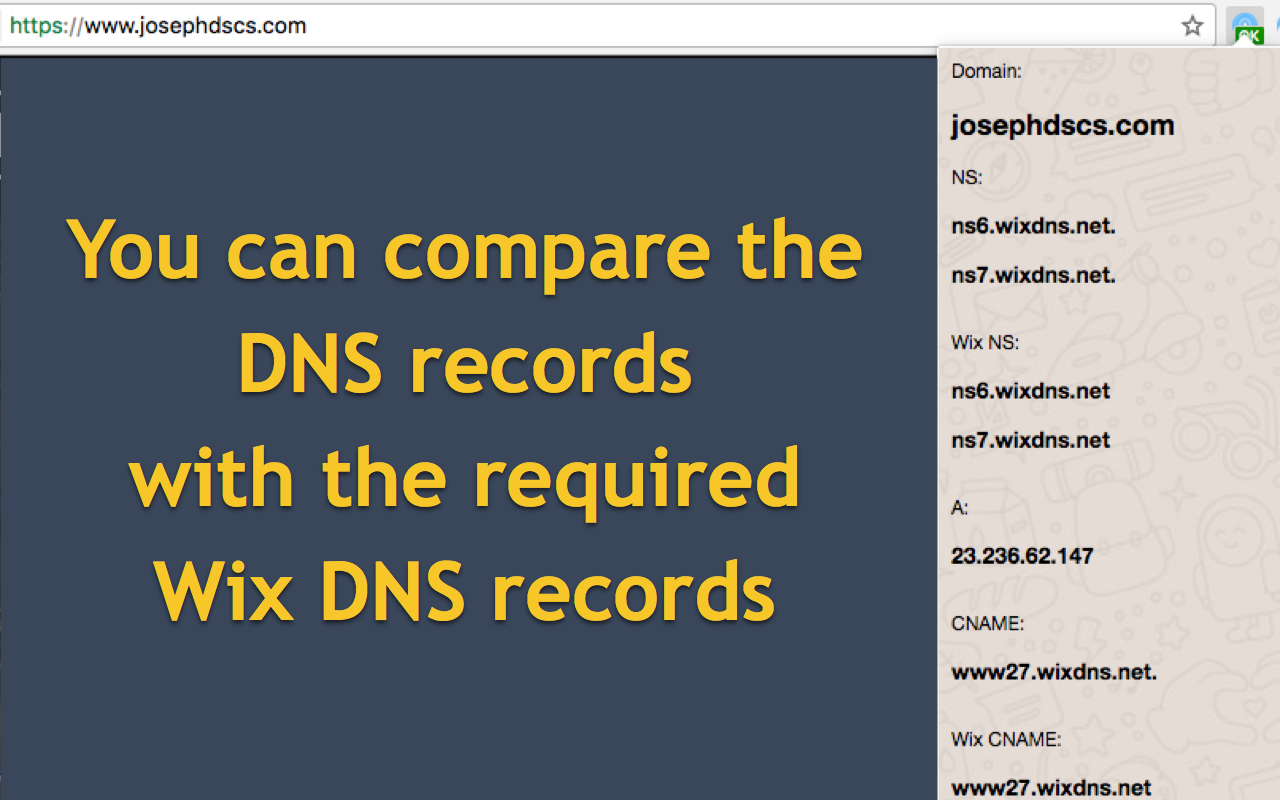 https://www.josephdscs.com
OK
You can compare the
DNS records
with the required
Wix DNS records
Domain:
josephdscs.com
NS:
ns6.wixdns.net.
ns7.wixdns.net.
Wix NS:
ns6.wixdns.net
ns7.wixdns.net
A:
23.236.62.147
CNAME:
www27.wixdns.net.
Wix CNAME:
www27.wixdns.net